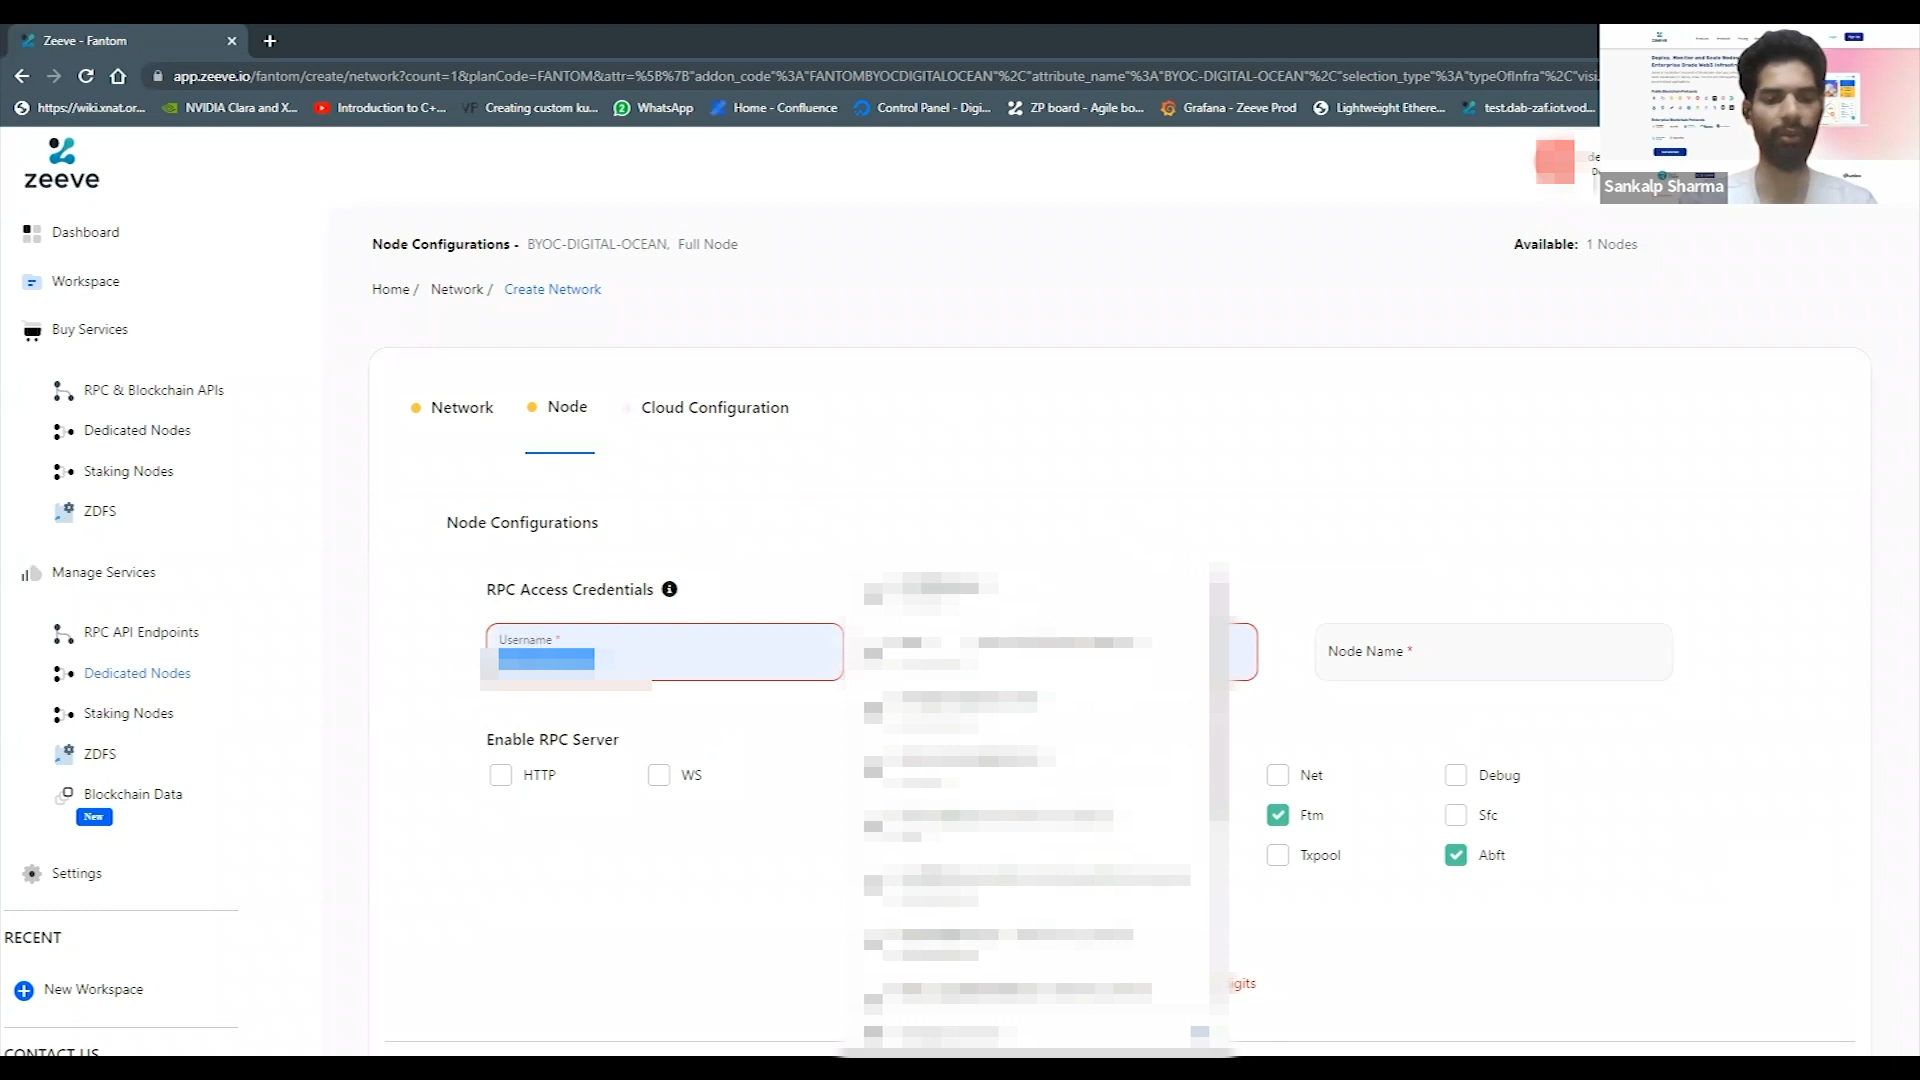 Zeeve - Fantom
app.zeeve.io/fantom/create/network?count=1&planCode=FANTOM&attr=%5B%7B"addon_code"%3A"FANTOMBYOCDIGITALOCEAN"%2C"attribute_name"%3A"BYOC-DIGITAL-OCEAN"%2C"selection_type"%3A"typeOfInfra"%2C"visi
https://wiki.xnat.or... NVIDIA Clara and X... Introduction to C+... VP Creating custom ku... WhatsApp Home - Confluence Control Panel - Digi... ZP board - Agile bo... Grafana - Zeeve Prod Lightweight Ethere... test.dab-zaf.iot.vod...
zeeve
Sankalp Sharma
Dashboard
Workspace
Buy Services
RPC & Blockchain APIs
Dedicated Nodes
Staking Nodes
ZDFS
Manage Services
RPC API Endpoints
Dedicated Nodes
Staking Nodes
ZDFS
Blockchain Data
New
Settings
RECENT
New Workspace
CONTACT US
Node Configurations - BYOC-DIGITAL-OCEAN, Full Node
Available: 1 Nodes
Home / Network / Create Network
Network Node Cloud Configuration
Node Configurations
RPC Access Credentials
Username *
Node Name *
Enable RPC Server
HTTP WS
Net Debug
Ftm Sfc
Txpool Abft
igits